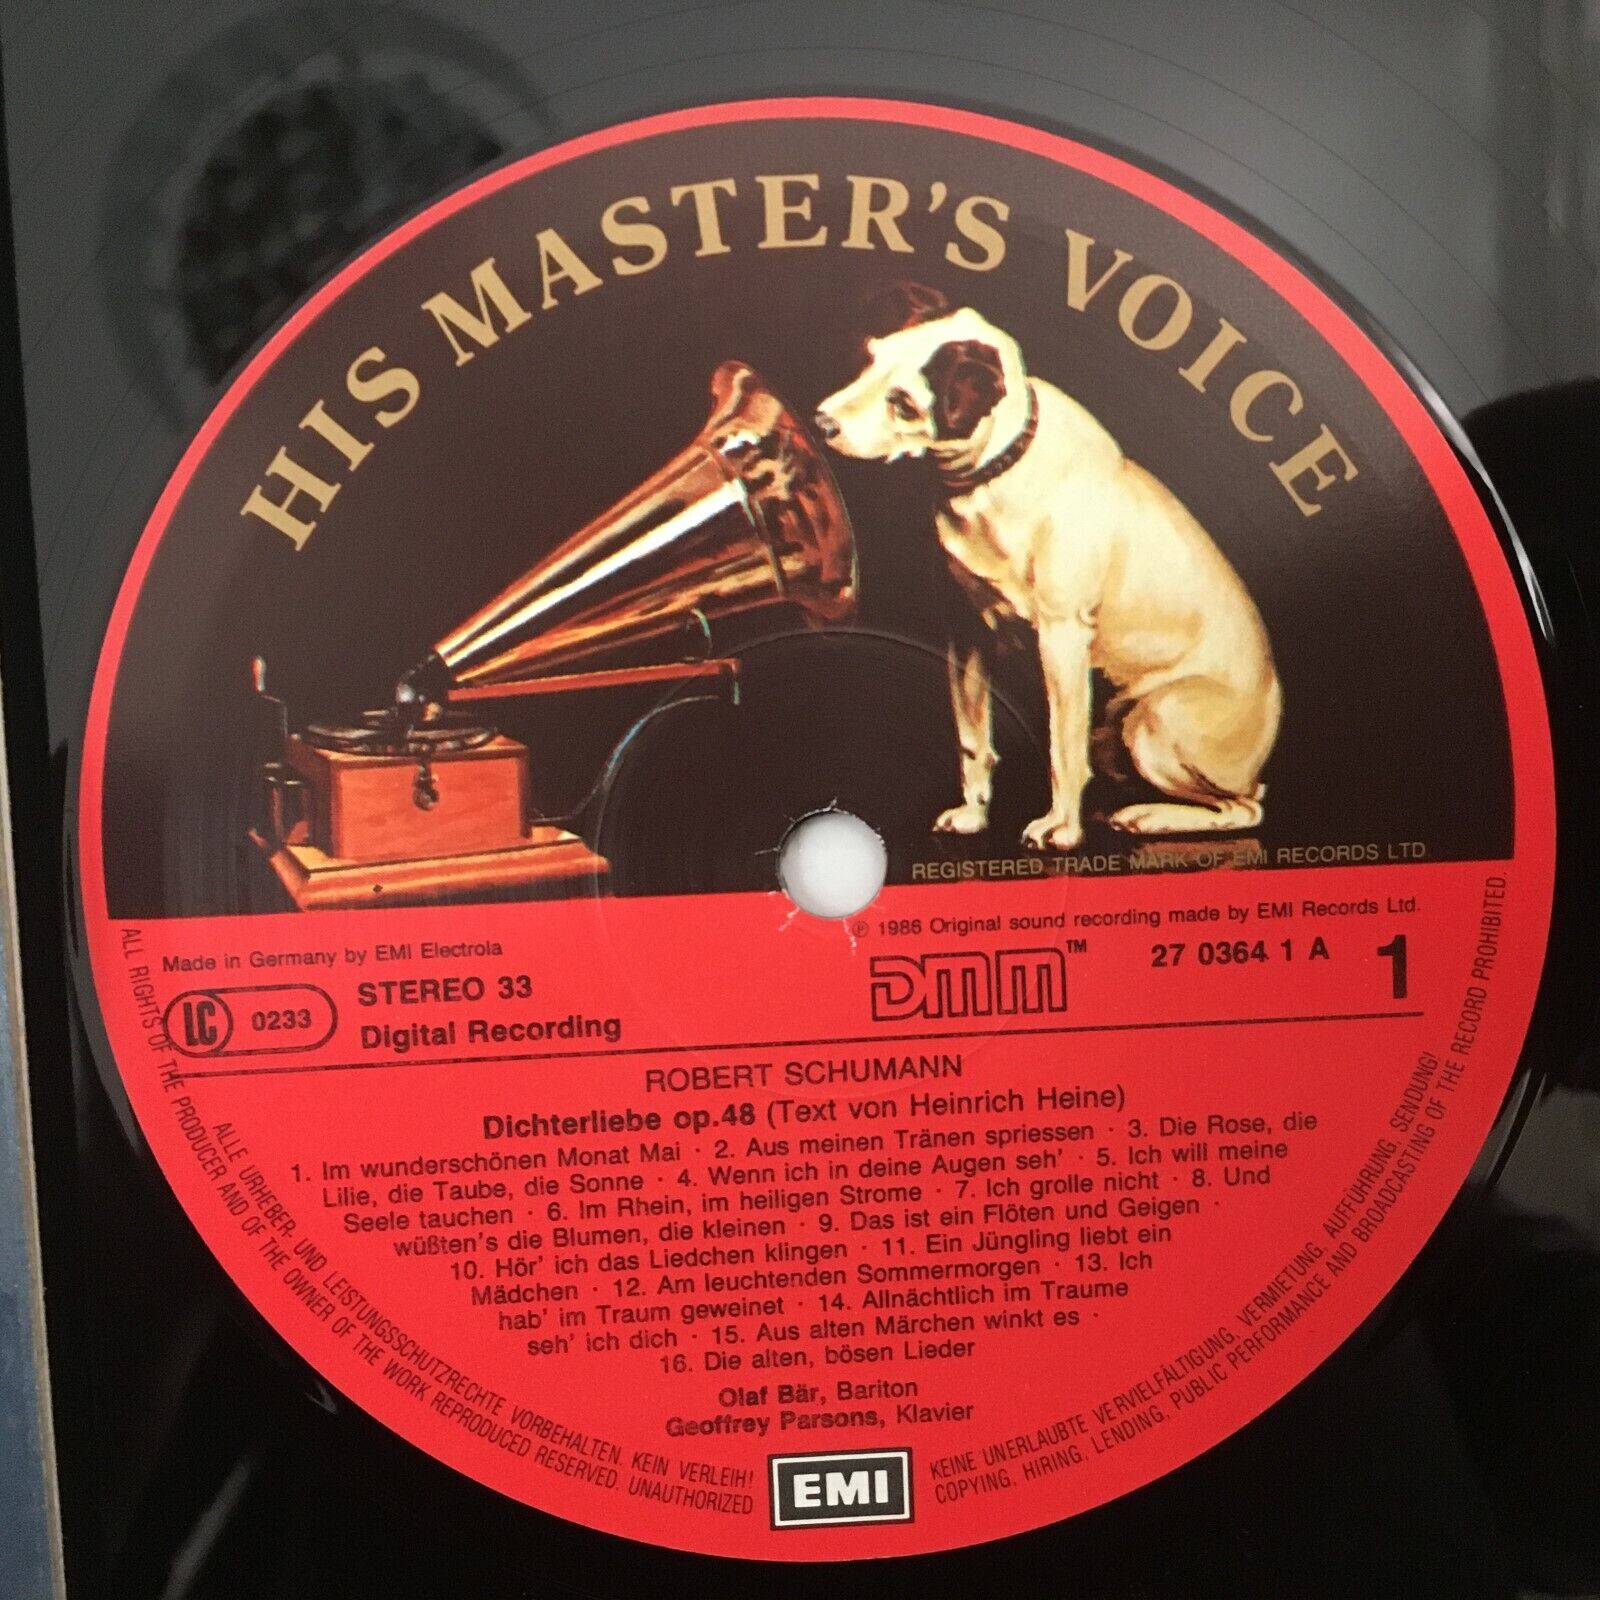 HIS MASTER'S VOICE
REGISTERED TRADE MARK OF EMI RECORDS LTD.
Made in Germany by EMI Electrola
℗ 1986 Original sound recording made by EMI Records Ltd.
LC 0233
STEREO 33
Digital Recording
DMM™
27 0364 1 A
1
ROBERT SCHUMANN
Dichterliebe op.48 (Text von Heinrich Heine)
1. Im wunderschönen Monat Mai · 2. Aus meinen Tränen spriessen · 3. Die Rose, die
Lilie, die Taube, die Sonne · 4. Wenn ich in deine Augen seh' · 5. Ich will meine
Seele tauchen · 6. Im Rhein, im heiligen Strome · 7. Ich grolle nicht · 8. Und
wüßten's die Blumen, die kleinen · 9. Das ist ein Flöten und Geigen ·
10. Hör' ich das Liedchen klingen · 11. Ein Jüngling liebt ein
Mädchen · 12. Am leuchtenden Sommermorgen · 13. Ich
hab' im Traum geweinet · 14. Allnächtlich im Traume
seh' ich dich · 15. Aus alten Märchen winkt es ·
16. Die alten, bösen Lieder
Olaf Bär, Bariton
Geoffrey Parsons, Klavier
EMI
ALLE URHEBER- UND LEISTUNGSSCHUTZRECHTE VORBEHALTEN. KEIN VERLEIH!
KEINE UNERLAUBTE VERVIELFÄLTIGUNG, VERMIETUNG, AUFFÜHRUNG, SENDUNG!
ALL RIGHTS OF THE PRODUCER AND OF THE OWNER OF THE WORK REPRODUCED RESERVED. UNAUTHORIZED
COPYING, HIRING, LENDING, PUBLIC PERFORMANCE AND BROADCASTING OF THE RECORD PROHIBITED.